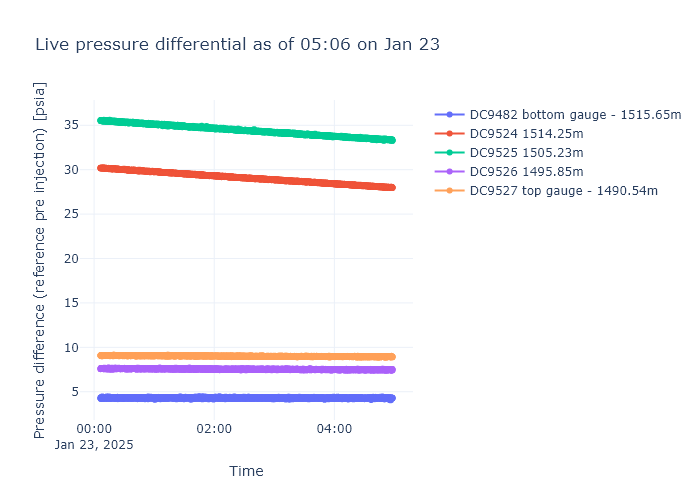 Live pressure differential as of 05:06 on Jan 23
Pressure difference (reference pre injection) [psia]
35
30
25
20
15
10
5
00:00
Jan 23, 2025
02:00
04:00
Time
DC9482 bottom gauge - 1515.65m
DC9524 1514.25m
DC9525 1505.23m
DC9526 1495.85m
DC9527 top gauge - 1490.54m